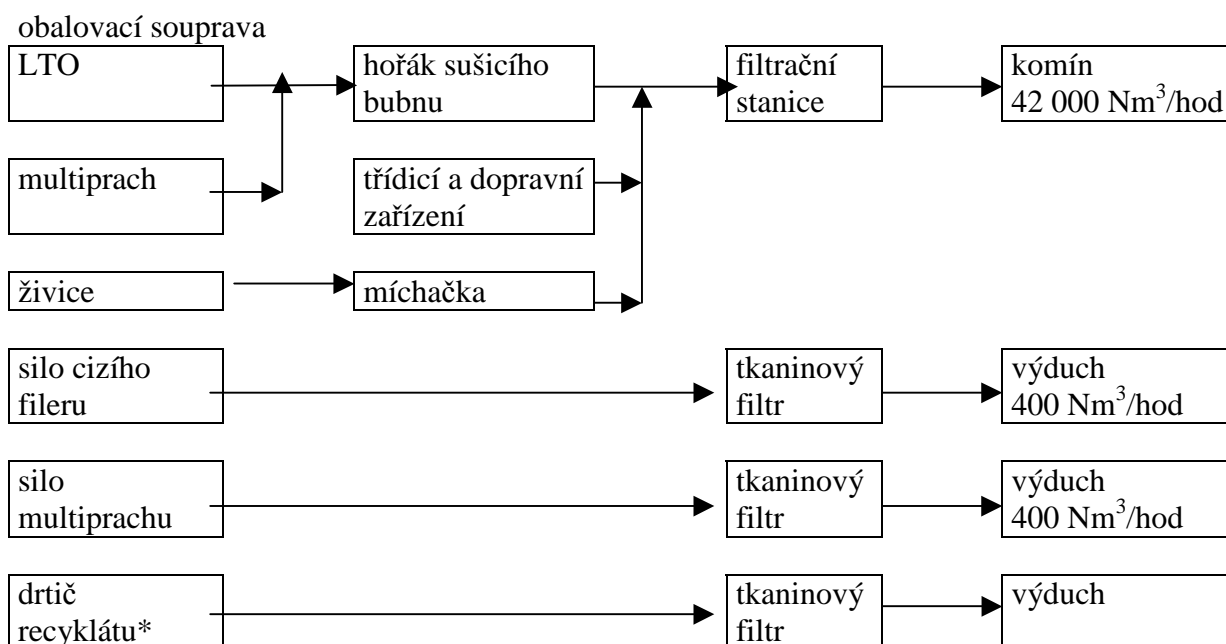 obalovací souprava
LTO
hořák sušicího
bubnu
filtrační
stanice
komín
42 000 Nm³/hod
multiprach
třídicí a dopravní
zařízení
živice
míchačka
silo cizího
fileru
tkaninový
filtr
výduch
400 Nm³/hod
silo
multiprachu
tkaninový
filtr
výduch
400 Nm³/hod
drtič
recyklátu*
tkaninový
filtr
výduch